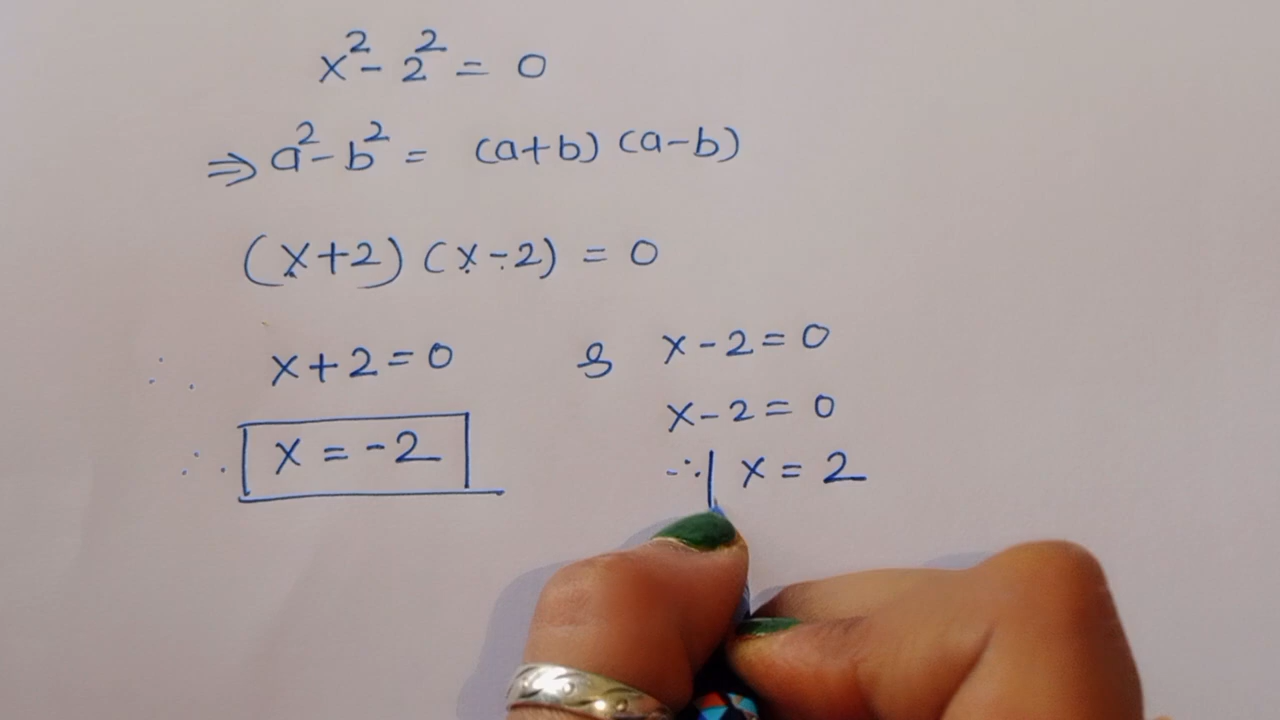 x² - 2² = 0
⇒ a² - b² = (a+b) (a-b)
(x+2) (x-2) = 0
∴ x+2=0 & x-2=0
x-2=0
∴ x = -2 ∴ x = 2